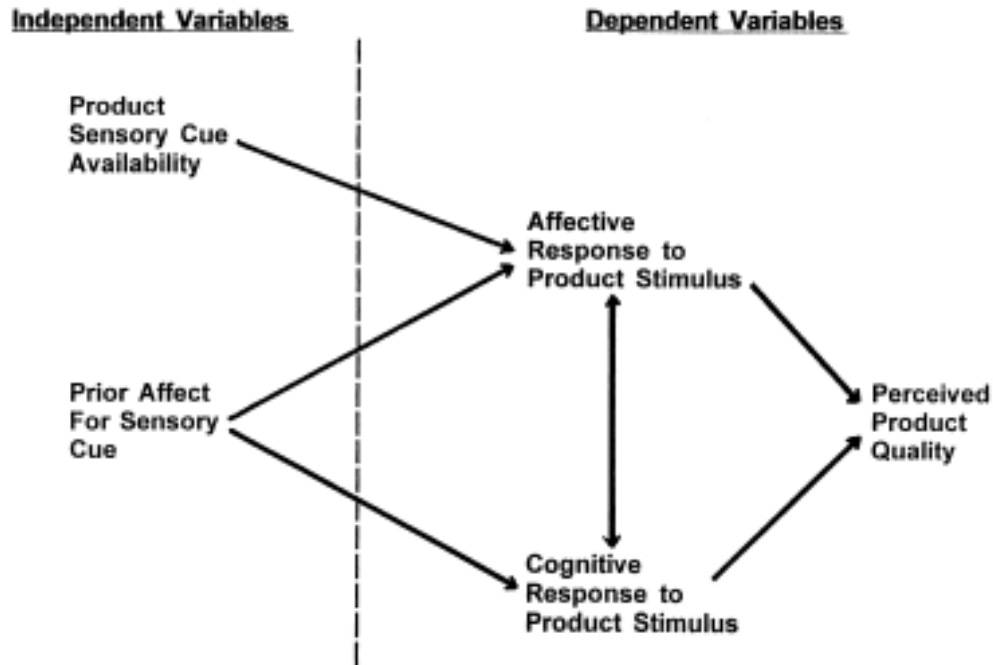 Independent Variables
Dependent Variables
Product
Sensory Cue
Availability
Affective
Response to
Product Stimulus
Prior Affect
For Sensory
Cue
Perceived
Product
Quality
Cognitive
Response to
Product Stimulus